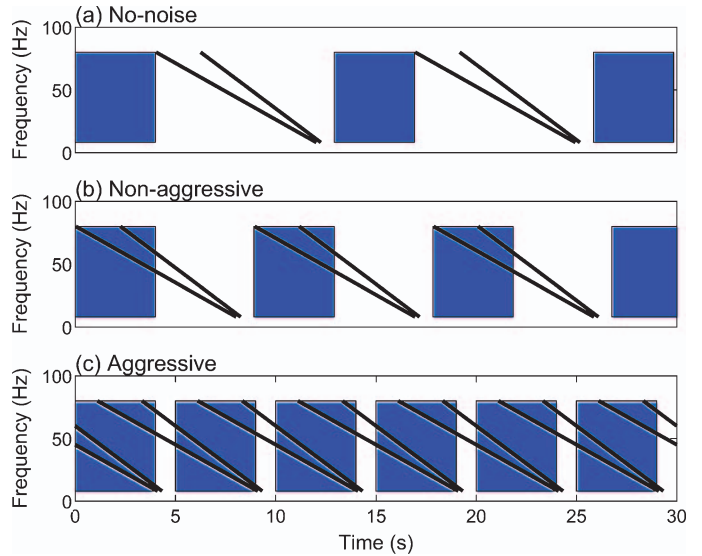 (a) No-noise
100
50
0
Frequency (Hz)
(b) Non-aggressive
100
50
0
Frequency (Hz)
(c) Aggressive
100
50
0
Frequency (Hz)
0 5 10 15 20 25 30
Time (s)